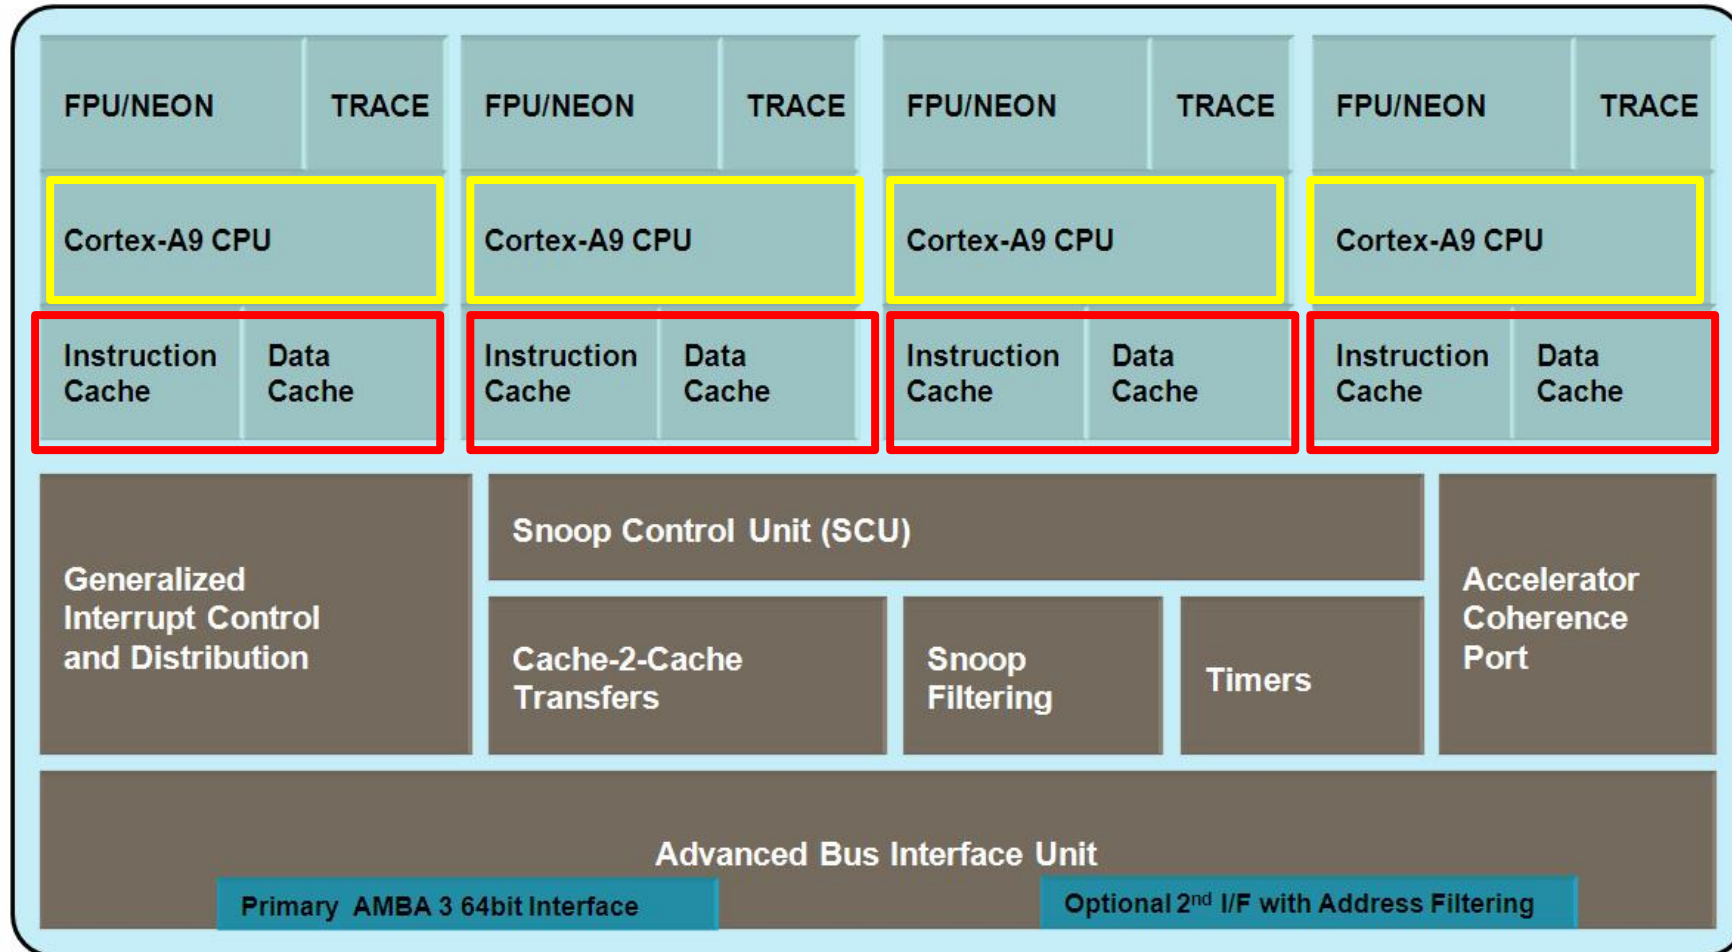 FPU/NEON TRACE FPU/NEON TRACE FPU/NEON TRACE FPU/NEON TRACE
Cortex-A9 CPU Cortex-A9 CPU Cortex-A9 CPU Cortex-A9 CPU
Instruction Data Instruction Data Instruction Data Instruction Data
Cache Cache Cache Cache Cache Cache Cache Cache
Generalized
Interrupt Control
and Distribution
Snoop Control Unit (SCU)
Cache-2-Cache
Transfers
Snoop
Filtering
Timers
Accelerator
Coherence
Port
Advanced Bus Interface Unit
Primary AMBA 3 64bit Interface
Optional 2nd I/F with Address Filtering